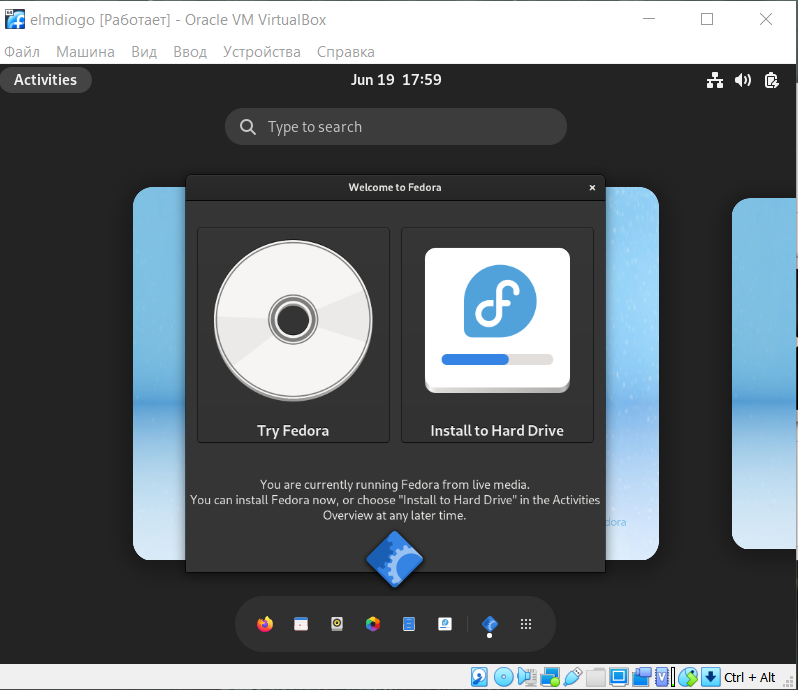 elmdiogo [Работает] - Oracle VM VirtualBox
Файл Машина Вид Ввод Устройства Справка
Activities Jun 19 17:59
Type to search
Welcome to Fedora
Try Fedora Install to Hard Drive
You are currently running Fedora from live media.
You can install Fedora now, or choose "Install to Hard Drive" in the Activities
Overview at any later time.
dora
Ctrl + Alt